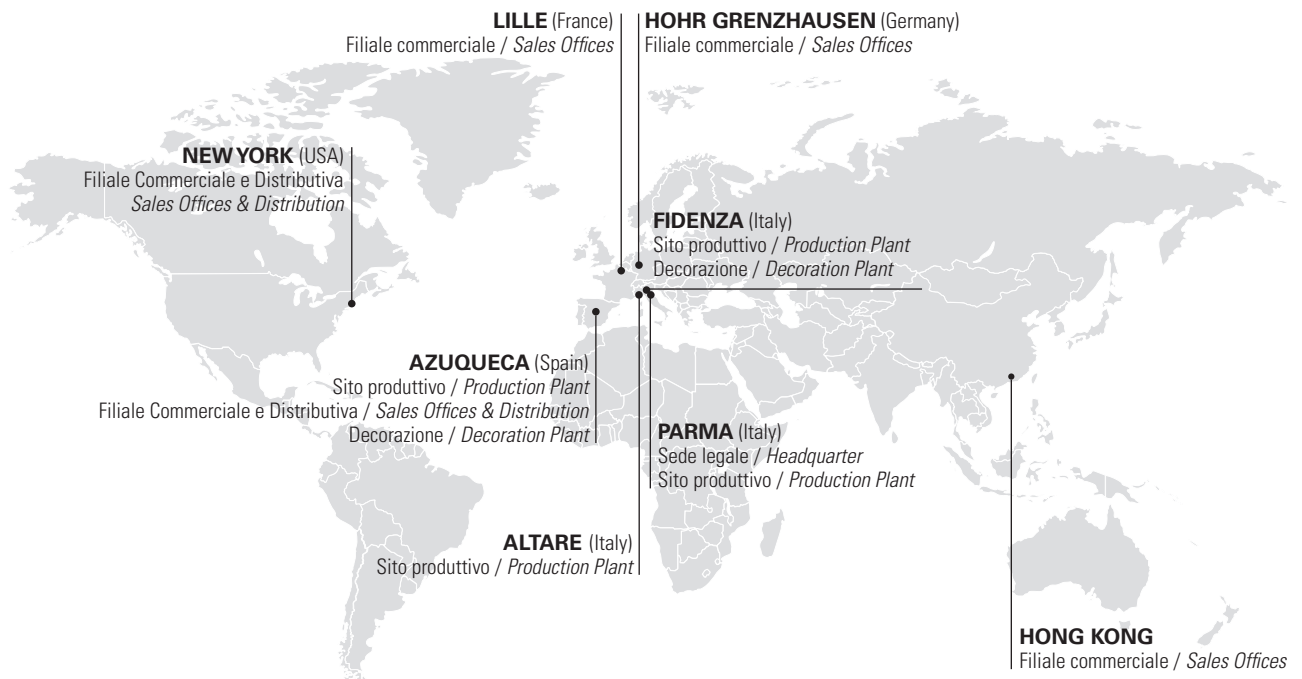 LILLE (France)
Filiale commerciale / Sales Offices
HOHR GRENZHAUSEN (Germany)
Filiale commerciale / Sales Offices
NEW YORK (USA)
Filiale Commerciale e Distributiva
Sales Offices & Distribution
FIDENZA (Italy)
Sito produttivo / Production Plant
Decorazione / Decoration Plant
AZUQUECA (Spain)
Sito produttivo / Production Plant
Filiale Commerciale e Distributiva / Sales Offices & Distribution
Decorazione / Decoration Plant
PARMA (Italy)
Sede legale / Headquarter
Sito produttivo / Production Plant
ALTARE (Italy)
Sito produttivo / Production Plant
HONG KONG
Filiale commerciale / Sales Offices